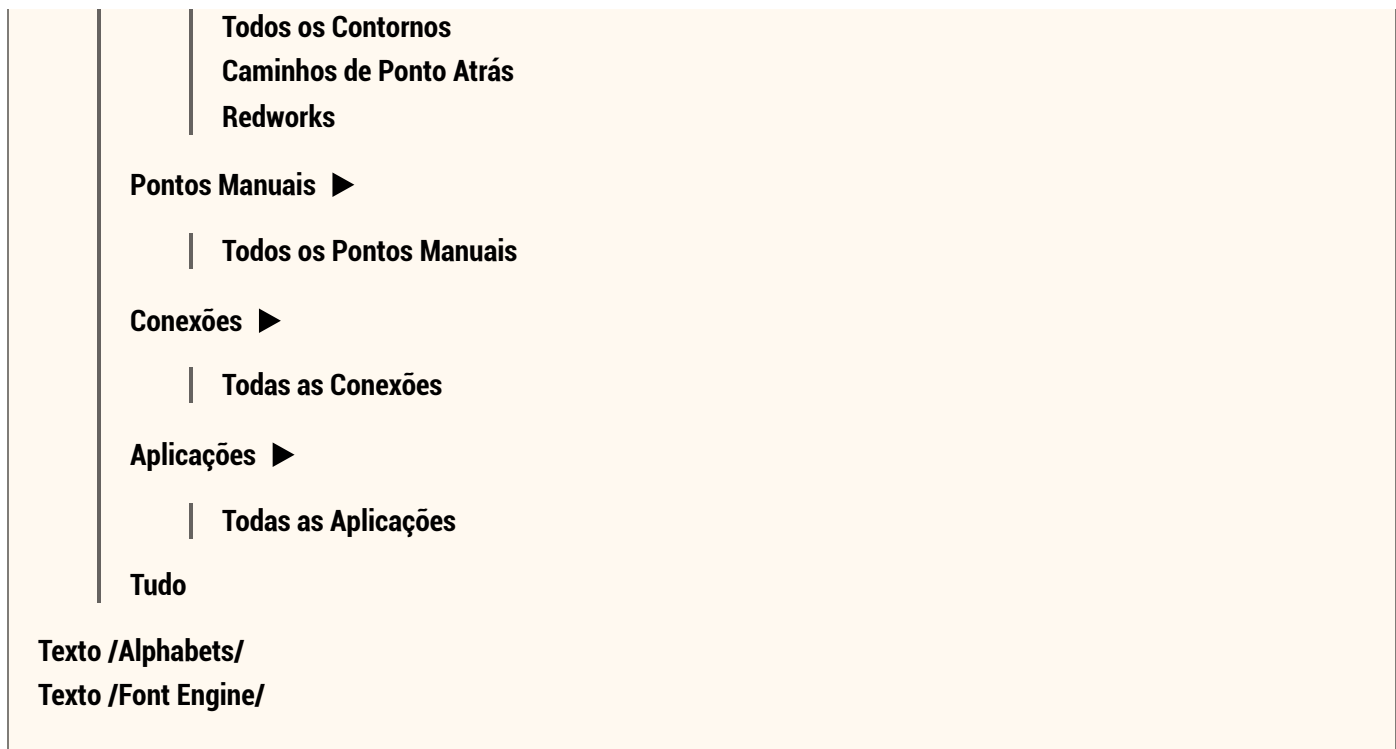 Todos os Contornos
Caminhos de Ponto Atrás
Redworks
Pontos Manuais ▶
Todos os Pontos Manuais
Conexões ▶
Todas as Conexões
Aplicações ▶
Todas as Aplicações
Tudo
Texto /Alphabets/
Texto /Font Engine/